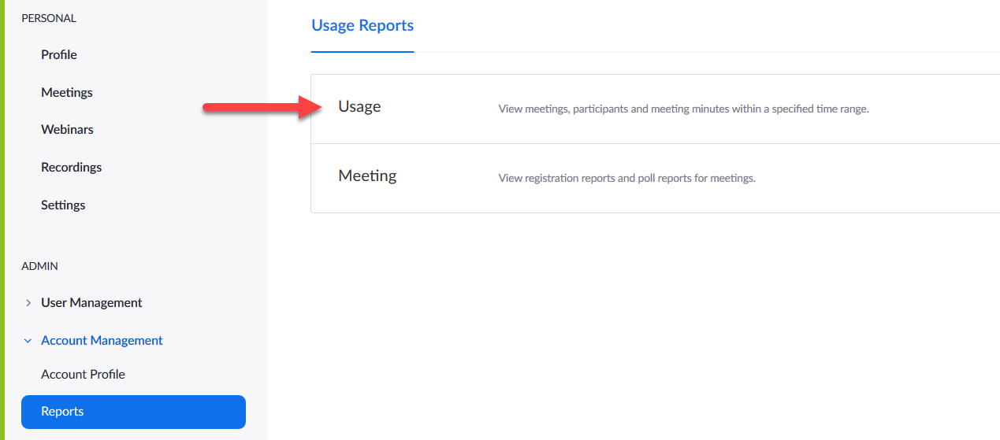 PERSONAL
Profile
Meetings
Webinars
Recordings
Settings
ADMIN
User Management
Account Management
Account Profile
Reports
Usage Reports
Usage
View meetings, participants and meeting minutes within a specified time range.
Meeting
View registration reports and poll reports for meetings.